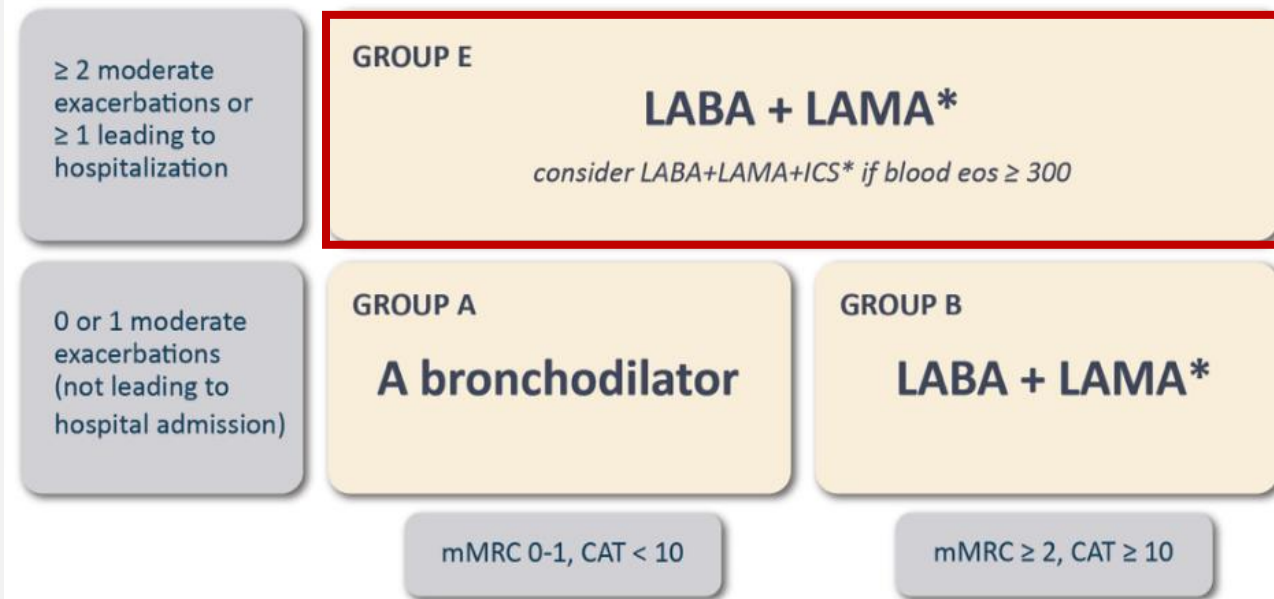 ≥ 2 moderate
exacerbations or
≥ 1 leading to
hospitalization
GROUP E
LABA + LAMA*
consider LABA+LAMA+ICS* if blood eos ≥ 300
0 or 1 moderate
exacerbations
(not leading to
hospital admission)
GROUP A
A bronchodilator
GROUP B
LABA + LAMA*
mMRC 0-1, CAT < 10
mMRC ≥ 2, CAT ≥ 10